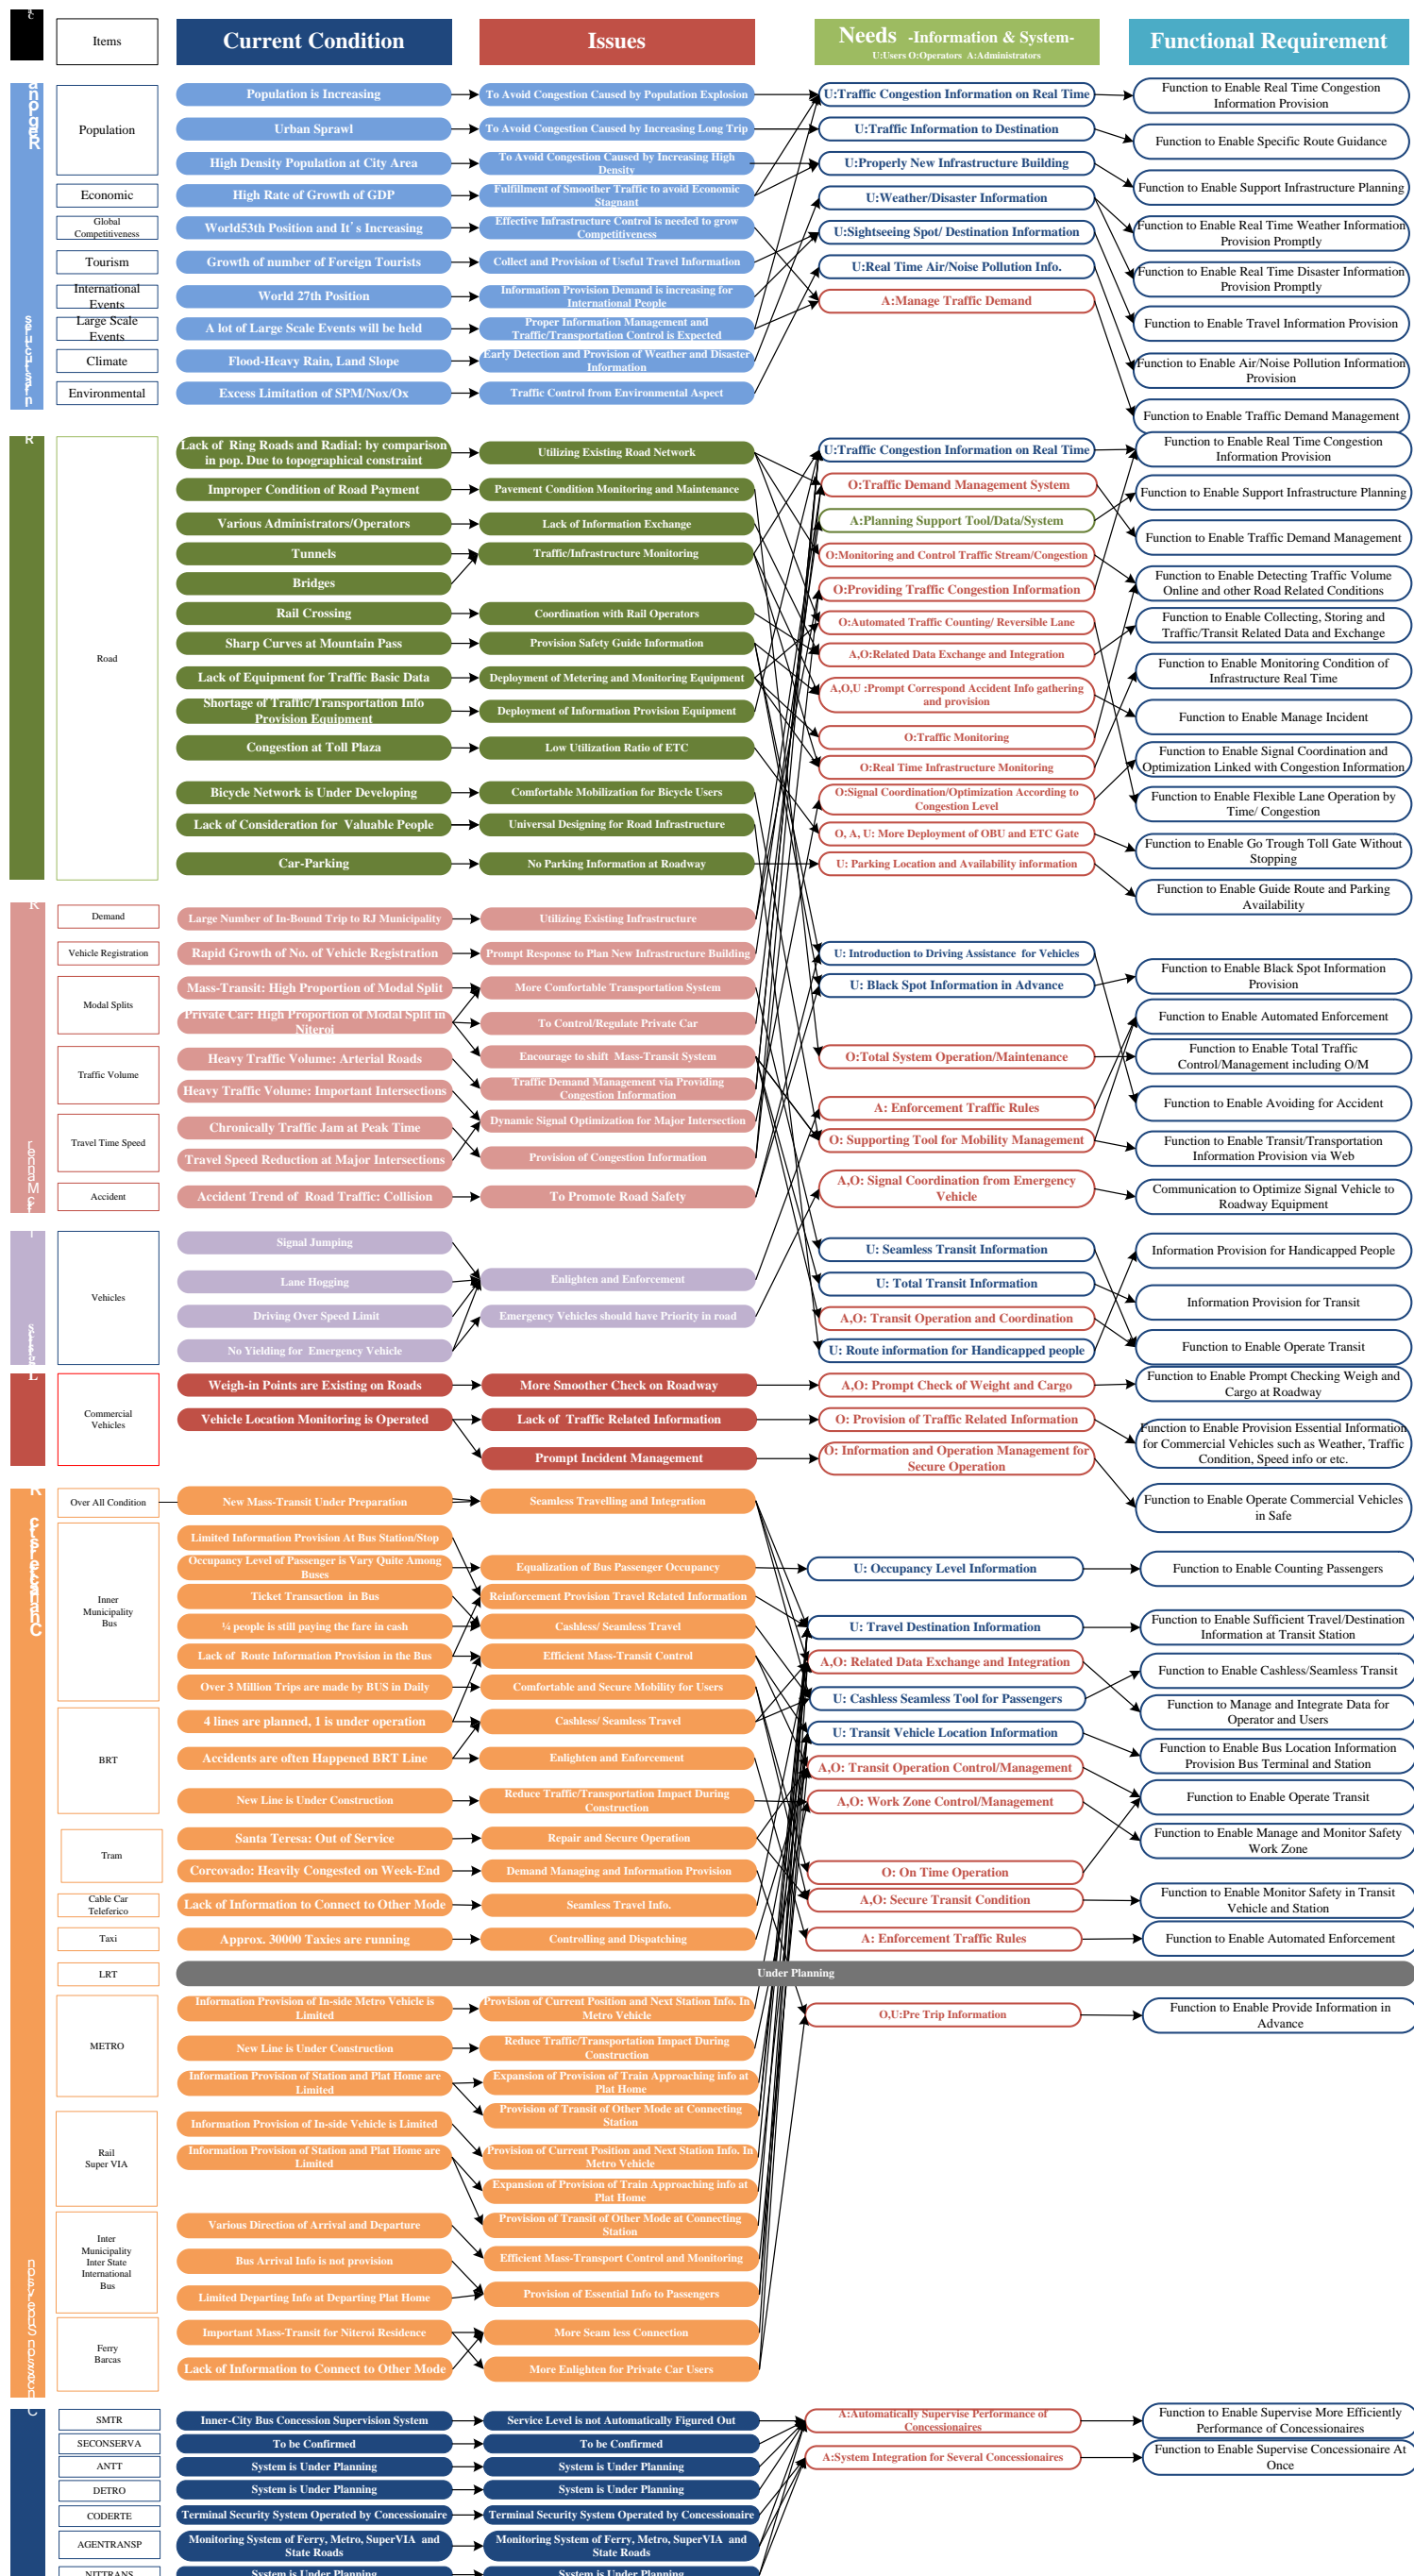 Items
Current Condition
Issues
Needs -Information & System-
U:Users O:Operators A:Administrators
Functional Requirement
Population
Population is Increasing
Urban Sprawl
High Density Population at City Area
Economic
High Rate of Growth of GDP
Global
Competitiveness
World53th Position and It's Increasing
Tourism
Growth of number of Foreign Tourists
International
Events
World 27th Position
Large Scale
Events
A lot of Large Scale Events will be held
Climate
Flood-Heavy Rain, Land Slope
Environmental
Excess Limitation of SPM/Nox/Ox
To Avoid Congestion Caused by Population Explosion
To Avoid Congestion Caused by Increasing Long Trip
To Avoid Congestion Caused by Increasing High
Density
Fulfillment of Smoother Traffic to avoid Economic
Stagnant
Effective Infrastructure Control is needed to grow
Competitiveness
Collect and Provision of Useful Travel Information
Information Provision Demand is increasing for
International People
Proper Information Management and
Traffic/Transportation Control is Expected
Early Detection and Provision of Weather and Disaster
Information
Traffic Control from Environmental Aspect
U:Traffic Congestion Information on Real Time
U:Traffic Information to Destination
U:Properly New Infrastructure Building
U:Weather/Disaster Information
U:Sightseeing Spot/ Destination Information
U:Real Time Air/Noise Pollution Info.
A:Manage Traffic Demand
Function to Enable Real Time Congestion
Information Provision
Function to Enable Specific Route Guidance
Function to Enable Support Infrastructure Planning
Function to Enable Real Time Weather Information
Provision Promptly
Function to Enable Real Time Disaster Information
Provision Promptly
Function to Enable Travel Information Provision
Function to Enable Air/Noise Pollution Information
Provision
Function to Enable Traffic Demand Management
Road
Lack of Ring Roads and Radial: by comparison
in pop. Due to topographical constraint
Improper Condition of Road Payment
Various Administrators/Operators
Tunnels
Bridges
Rail Crossing
Sharp Curves at Mountain Pass
Lack of Equipment for Traffic Basic Data
Shortage of Traffic/Transportation Info
Provision Equipment
Congestion at Toll Plaza
Bicycle Network is Under Developing
Lack of Consideration for Valuable People
Car-Parking
Utilizing Existing Road Network
Pavement Condition Monitoring and Maintenance
Lack of Information Exchange
Traffic/Infrastructure Monitoring
Coordination with Rail Operators
Provision Safety Guide Information
Deployment of Metering and Monitoring Equipment
Deployment of Information Provision Equipment
Low Utilization Ratio of ETC
Comfortable Mobilization for Bicycle Users
Universal Designing for Road Infrastructure
No Parking Information at Roadway
U:Traffic Congestion Information on Real Time
O:Traffic Demand Management System
A:Planning Support Tool/Data/System
O:Monitoring and Control Traffic Stream/Congestion
O:Providing Traffic Congestion Information
O:Automated Traffic Counting/ Reversible Lane
A,O:Related Data Exchange and Integration
A,O,U :Prompt Correspond Accident Info gathering
and provision
O:Traffic Monitoring
O:Real Time Infrastructure Monitoring
O:Signal Coordination/Optimization According to
Congestion Level
O, A, U: More Deployment of OBU and ETC Gate
U: Parking Location and Availability information
Function to Enable Real Time Congestion
Information Provision
Function to Enable Support Infrastructure Planning
Function to Enable Traffic Demand Management
Function to Enable Detecting Traffic Volume
Online and other Road Related Conditions
Function to Enable Collecting, Storing and
Traffic/Transit Related Data and Exchange
Function to Enable Monitoring Condition of
Infrastructure Real Time
Function to Enable Manage Incident
Function to Enable Signal Coordination and
Optimization Linked with Congestion Information
Function to Enable Flexible Lane Operation by
Time/ Congestion
Function to Enable Go Trough Toll Gate Without
Stopping
Function to Enable Guide Route and Parking
Availability
Demand
Large Number of In-Bound Trip to RJ Municipality
Vehicle Registration
Rapid Growth of No. of Vehicle Registration
Modal Splits
Mass-Transit: High Proportion of Modal Split
Private Car: High Proportion of Modal Split in
Niteroi
Traffic Volume
Heavy Traffic Volume: Arterial Roads
Heavy Traffic Volume: Important Intersections
Travel Time Speed
Chronically Traffic Jam at Peak Time
Travel Speed Reduction at Major Intersections
Accident
Accident Trend of Road Traffic: Collision
Utilizing Existing Infrastructure
Prompt Response to Plan New Infrastructure Building
More Comfortable Transportation System
To Control/Regulate Private Car
Encourage to shift Mass-Transit System
Traffic Demand Management via Providing
Congestion Information
Dynamic Signal Optimization for Major Intersection
Provision of Congestion Information
To Promote Road Safety
U: Introduction to Driving Assistance for Vehicles
U: Black Spot Information in Advance
O:Total System Operation/Maintenance
A: Enforcement Traffic Rules
O: Supporting Tool for Mobility Management
A,O: Signal Coordination from Emergency
Vehicle
Function to Enable Black Spot Information
Provision
Function to Enable Automated Enforcement
Function to Enable Total Traffic
Control/Management including O/M
Function to Enable Avoiding for Accident
Function to Enable Transit/Transportation
Information Provision via Web
Communication to Optimize Signal Vehicle to
Roadway Equipment
Vehicles
Signal Jumping
Lane Hogging
Driving Over Speed Limit
No Yielding for Emergency Vehicle
Enlighten and Enforcement
Emergency Vehicles should have Priority in road
U: Seamless Transit Information
U: Total Transit Information
A,O: Transit Operation and Coordination
U: Route information for Handicapped people
Information Provision for Handicapped People
Information Provision for Transit
Function to Enable Operate Transit
Commercial
Vehicles
Weigh-in Points are Existing on Roads
Vehicle Location Monitoring is Operated
More Smoother Check on Roadway
Lack of Traffic Related Information
Prompt Incident Management
A,O: Prompt Check of Weight and Cargo
O: Provision of Traffic Related Information
O: Information and Operation Management for
Secure Operation
Function to Enable Prompt Checking Weigh and
Cargo at Roadway
Function to Enable Provision Essential Information
for Commercial Vehicles such as Weather, Traffic
Condition, Speed info or etc.
Function to Enable Operate Commercial Vehicles
in Safe
Over All Condition
New Mass-Transit Under Preparation
Inner
Municipality
Bus
Limited Information Provision At Bus Station/Stop
Occupancy Level of Passenger is Vary Quite Among
Buses
Ticket Transaction in Bus
¼ people is still paying the fare in cash
Lack of Route Information Provision in the Bus
Over 3 Million Trips are made by BUS in Daily
BRT
4 lines are planned, 1 is under operation
Accidents are often Happened BRT Line
New Line is Under Construction
Tram
Santa Teresa: Out of Service
Corcovado: Heavily Congested on Week-End
Cable Car
Teleferico
Lack of Information to Connect to Other Mode
Taxi
Approx. 30000 Taxies are running
Seamless Travelling and Integration
Equalization of Bus Passenger Occupancy
Reinforcement Provision Travel Related Information
Cashless/ Seamless Travel
Efficient Mass-Transit Control
Comfortable and Secure Mobility for Users
Cashless/ Seamless Travel
Enlighten and Enforcement
Reduce Traffic/Transportation Impact During
Construction
Repair and Secure Operation
Demand Managing and Information Provision
Seamless Travel Info.
Controlling and Dispatching
U: Occupancy Level Information
U: Travel Destination Information
A,O: Related Data Exchange and Integration
U: Cashless Seamless Tool for Passengers
U: Transit Vehicle Location Information
A,O: Transit Operation Control/Management
A,O: Work Zone Control/Management
O: On Time Operation
A,O: Secure Transit Condition
A: Enforcement Traffic Rules
Function to Enable Counting Passengers
Function to Enable Sufficient Travel/Destination
Information at Transit Station
Function to Enable Cashless/Seamless Transit
Function to Manage and Integrate Data for
Operator and Users
Function to Enable Bus Location Information
Provision Bus Terminal and Station
Function to Enable Operate Transit
Function to Enable Manage and Monitor Safety
Work Zone
Function to Enable Monitor Safety in Transit
Vehicle and Station
Function to Enable Automated Enforcement
LRT
Under Planning
METRO
Information Provision of In-side Metro Vehicle is
Limited
New Line is Under Construction
Information Provision of Station and Plat Home are
Limited
Rail
Super VIA
Information Provision of In-side Vehicle is Limited
Information Provision of Station and Plat Home are
Limited
Inter
Municipality
Inter State
International
Bus
Various Direction of Arrival and Departure
Bus Arrival Info is not provision
Limited Departing Info at Departing Plat Home
Ferry
Barcas
Important Mass-Transit for Niteroi Residence
Lack of Information to Connect to Other Mode
Provision of Current Position and Next Station Info. In
Metro Vehicle
Reduce Traffic/Transportation Impact During
Construction
Expansion of Provision of Train Approaching info at
Plat Home
Provision of Transit of Other Mode at Connecting
Station
Provision of Current Position and Next Station Info. In
Metro Vehicle
Expansion of Provision of Train Approaching info at
Plat Home
Provision of Transit of Other Mode at Connecting
Station
Efficient Mass-Transport Control and Monitoring
Provision of Essential Info to Passengers
More Seam less Connection
More Enlighten for Private Car Users
O,U:Pre Trip Information
Function to Enable Provide Information in
Advance
SMTR
Inner-City Bus Concession Supervision System
Service Level is not Automatically Figured Out
SECONSERVA
To be Confirmed
To be Confirmed
ANTT
System is Under Planning
System is Under Planning
DETRO
System is Under Planning
System is Under Planning
CODERTE
Terminal Security System Operated by Concessionaire
Terminal Security System Operated by Concessionaire
AGENTRANSP
Monitoring System of Ferry, Metro, SuperVIA and
State Roads
Monitoring System of Ferry, Metro, SuperVIA and
State Roads
NITTRANS
System is Under Planning
System is Under Planning
A:Automatically Supervise Performance of
Concessionaires
A:System Integration for Several Concessionaires
Function to Enable Supervise More Efficiently
Performance of Concessionaires
Function to Enable Supervise Concessionaire At
Once